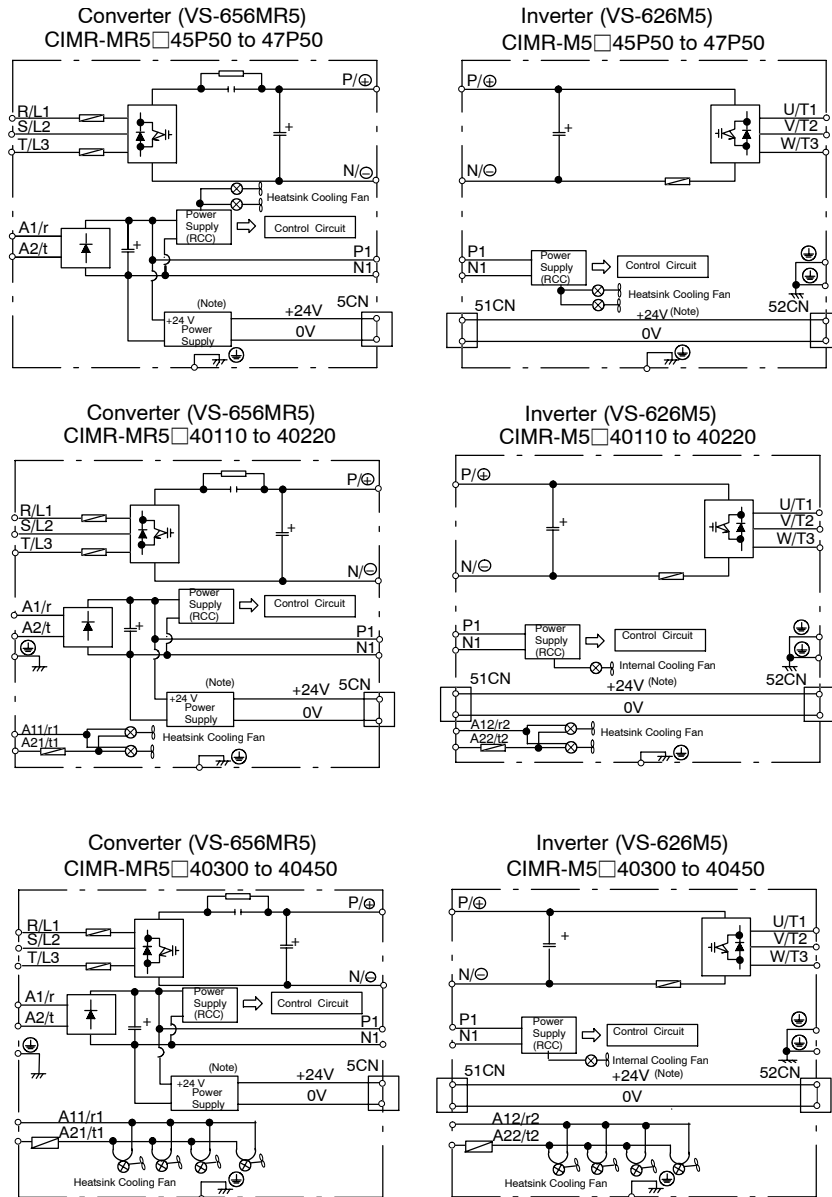 Converter (VS-656MR5)
CIMR-MR5□45P50 to 47P50
P/⊕
R/L1
S/L2
T/L3
N/⊖
Heatsink Cooling Fan
A1/r
A2/t
Power
Supply
(RCC)
Control Circuit
P1
N1
(Note)
+24 V
Power
Supply
+24V
0V
5CN
Inverter (VS-626M5)
CIMR-M5□45P50 to 47P50
P/⊕
U/T1
V/T2
W/T3
N/⊖
P1
N1
Power
Supply
(RCC)
Control Circuit
Heatsink Cooling Fan
51CN
+24V (Note)
52CN
0V
Converter (VS-656MR5)
CIMR-MR5□40110 to 40220
P/⊕
R/L1
S/L2
T/L3
N/⊖
A1/r
A2/t
Power
Supply
(RCC)
Control Circuit
P1
N1
(Note)
+24 V
Power
Supply
+24V
0V
5CN
A11/r1
A21/t1
Heatsink Cooling Fan
Inverter (VS-626M5)
CIMR-M5□40110 to 40220
P/⊕
U/T1
V/T2
W/T3
N/⊖
P1
N1
Power
Supply
(RCC)
Control Circuit
Internal Cooling Fan
51CN
+24V (Note)
52CN
0V
A12/r2
A22/t2
Heatsink Cooling Fan
Converter (VS-656MR5)
CIMR-MR5□40300 to 40450
P/⊕
R/L1
S/L2
T/L3
N/⊖
A1/r
A2/t
Power
Supply
(RCC)
Control Circuit
P1
N1
(Note)
+24 V
Power
Supply
+24V
0V
5CN
A11/r1
A21/t1
Heatsink Cooling Fan
Inverter (VS-626M5)
CIMR-M5□40300 to 40450
P/⊕
U/T1
V/T2
W/T3
N/⊖
P1
N1
Power
Supply
(RCC)
Control Circuit
Internal Cooling Fan
51CN
+24V (Note)
52CN
0V
A12/r2
A22/t2
Heatsink Cooling Fan